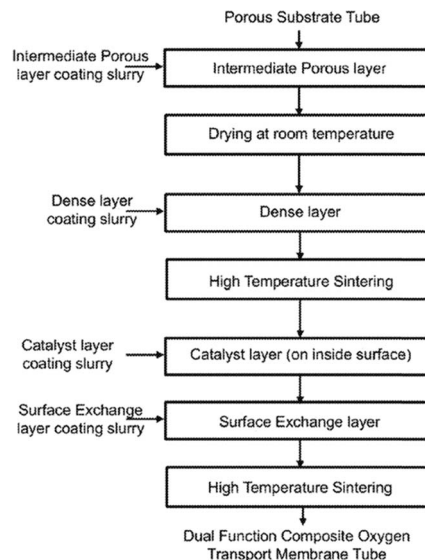 Porous Substrate Tube
Intermediate Porous
layer coating slurry
Intermediate Porous layer
Drying at room temperature
Dense layer
coating slurry
Dense layer
High Temperature Sintering
Catalyst layer
coating slurry
Catalyst layer (on inside surface)
Surface Exchange
layer coating slurry
Surface Exchange layer
High Temperature Sintering
Dual Function Composite Oxygen
Transport Membrane Tube